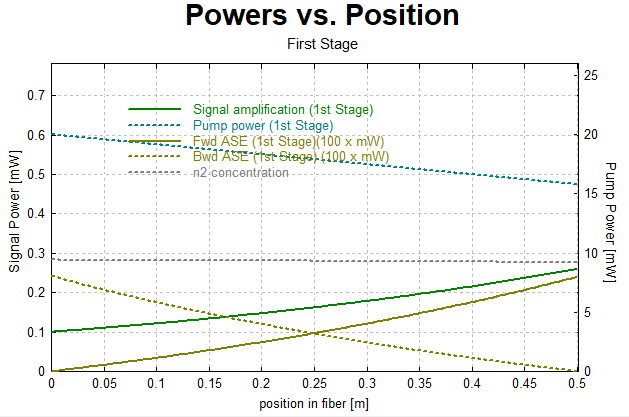 Powers vs. Position
First Stage
Signal Power [mW]
0.7
0.6
0.5
0.4
0.3
0.2
0.1
0
Signal amplification (1st Stage)
Pump power (1st Stage)
Fwd ASE (1st Stage)(100 x mW)
Bwd ASE (1st Stage) (100 x mW)
n2 concentration
25
20
15
10
5
0
Pump Power [mW]
0 0.05 0.1 0.15 0.2 0.25 0.3 0.35 0.4 0.45 0.5
position in fiber [m]